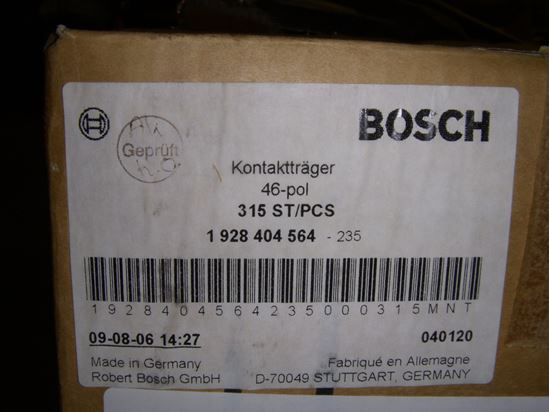 BOSCH
Geprüft
Kontaktträger
46-pol
315 ST/PCS
1 928 404 564 - 235
1928404564235000315MNT
09-08-06 14:27
040120
Made in Germany
Fabriqué en Allemagne
Robert Bosch GmbH
D-70049 STUTTGART, GERMANY